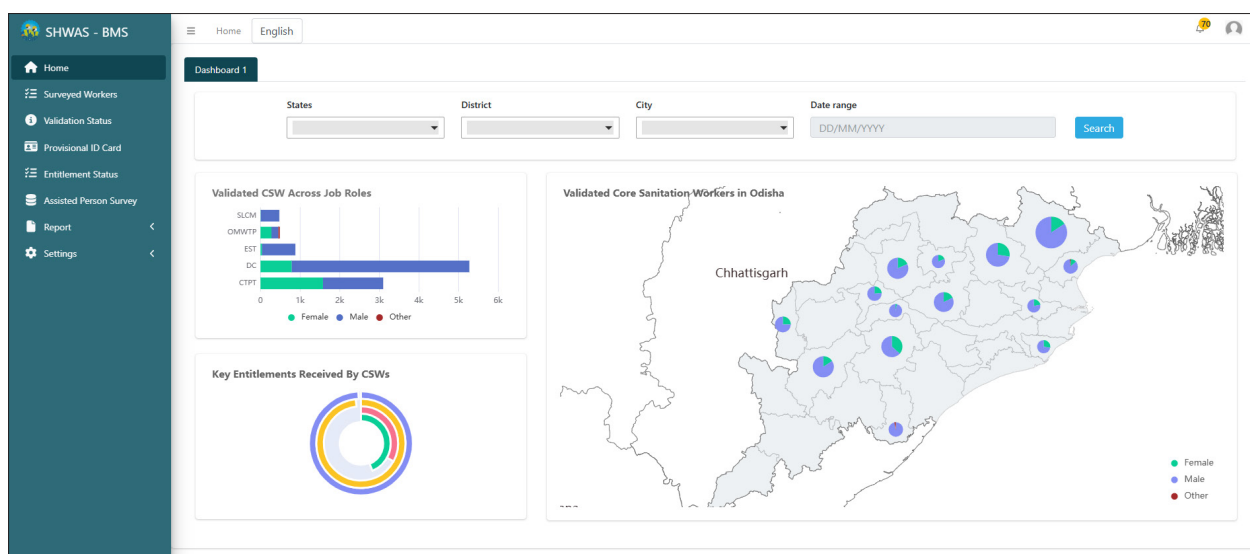 SHWAS - BMS
Home
English
70
Home
Surveyed Workers
Validation Status
Provisional ID Card
Entitlement Status
Assisted Person Survey
Report
Settings
Dashboard 1
States
District
City
Date range
DD/MM/YYYY
Search
Validated CSW Across Job Roles
SLCM
OMWTP
EST
DC
CTPT
0 1k 2k 3k 4k 5k 6k
Female Male Other
Key Entitlements Received By CSWs
Validated Core Sanitation Workers in Odisha
Chhattisgarh
Female
Male
Other